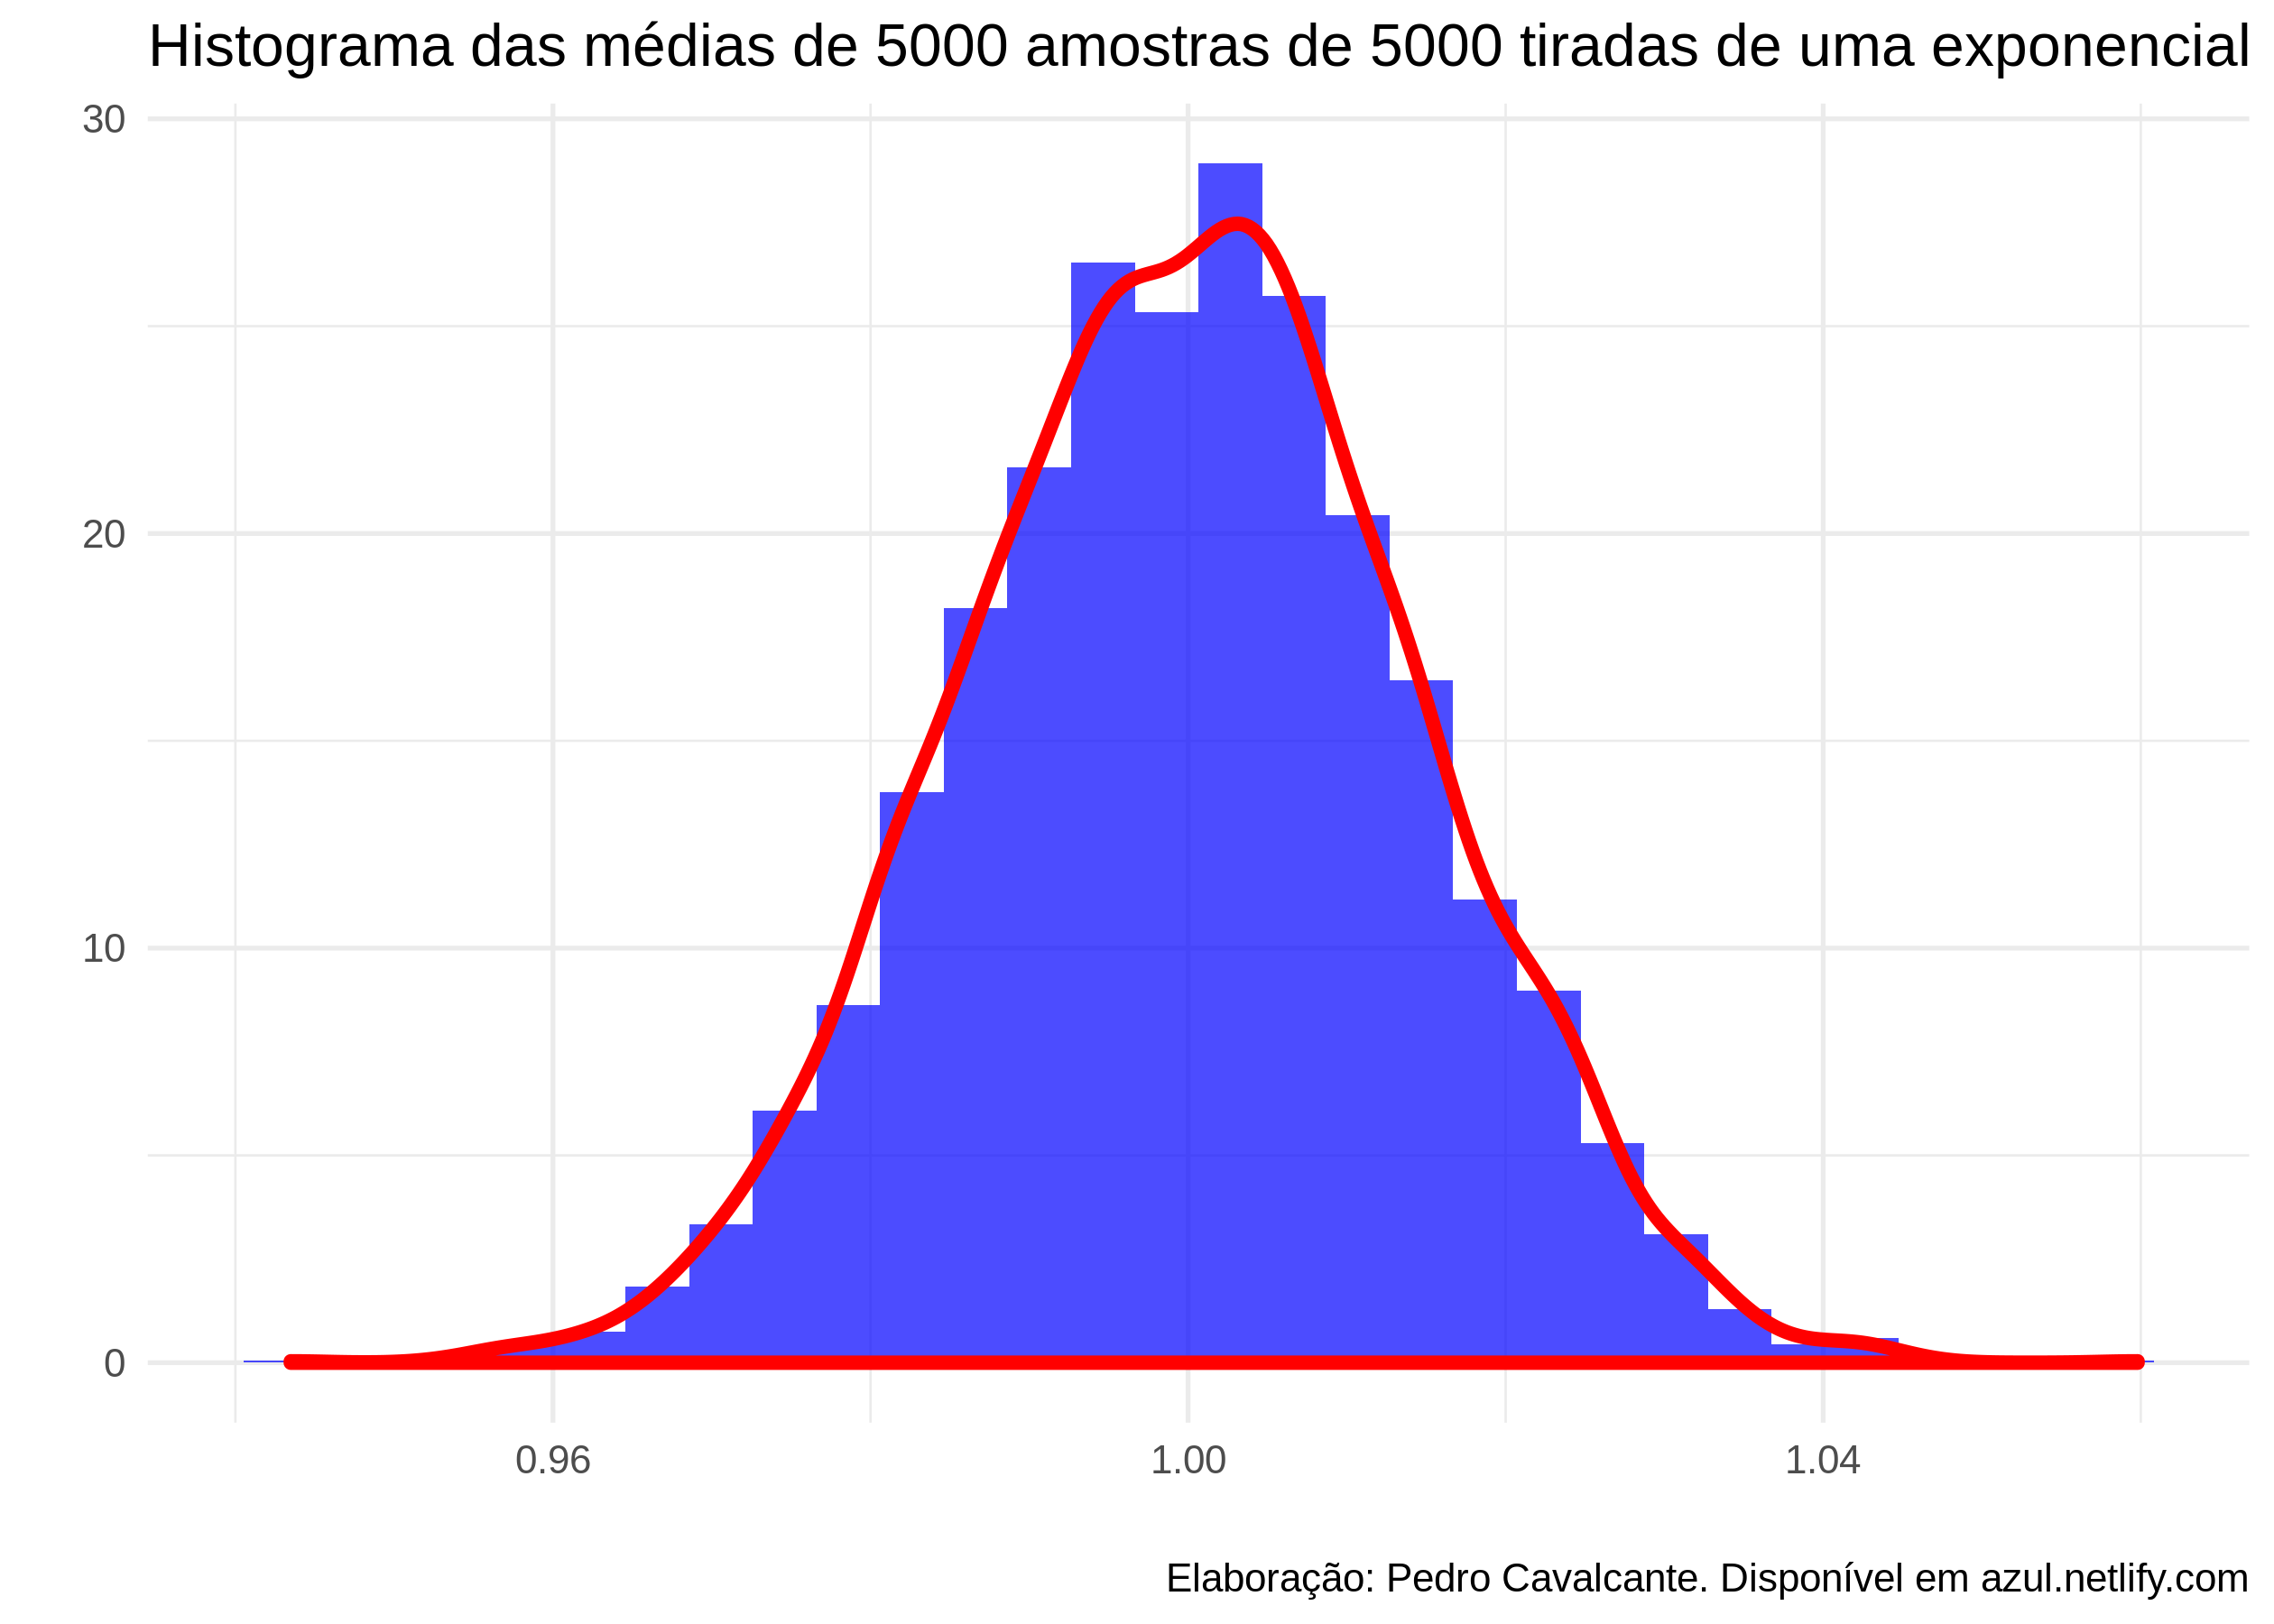 Histograma das médias de 5000 amostras de 5000 tiradas de uma exponencial
30
20
10
0
0.96 1.00 1.04
Elaboração: Pedro Cavalcante. Disponível em azul.netlify.com